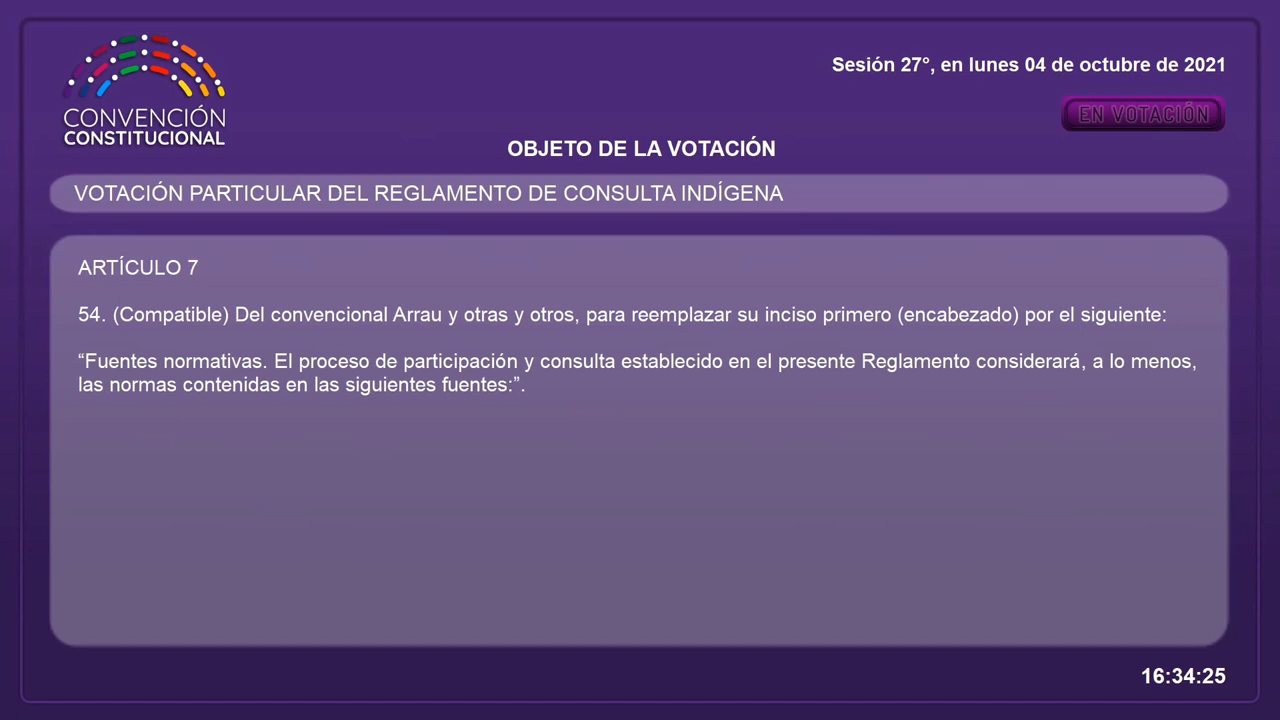 CONVENCIÓN
CONSTITUCIONAL
Sesión 27°, en lunes 04 de octubre de 2021
EN VOTACIÓN
OBJETO DE LA VOTACIÓN
VOTACIÓN PARTICULAR DEL REGLAMENTO DE CONSULTA INDÍGENA
ARTÍCULO 7
54. (Compatible) Del convencional Arrau y otras y otros, para reemplazar su inciso primero (encabezado) por el siguiente:
“Fuentes normativas. El proceso de participación y consulta establecido en el presente Reglamento considerará, a lo menos,
las normas contenidas en las siguientes fuentes:”.
16:34:25